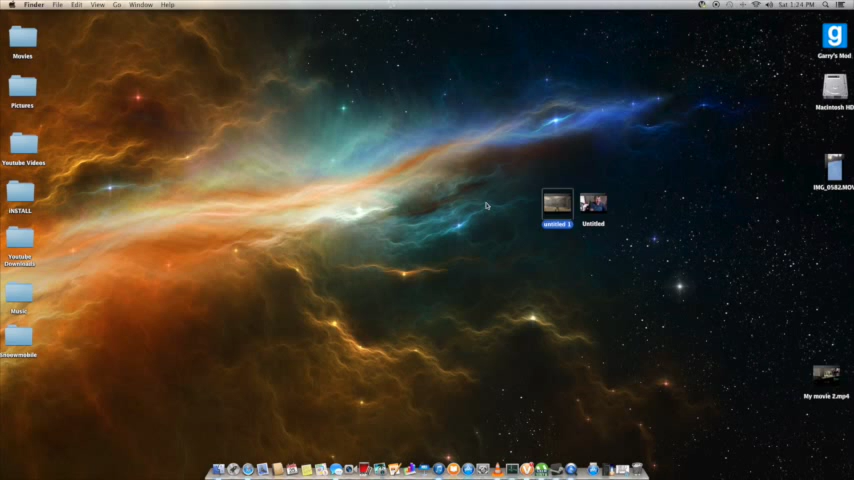 Finder File Edit View Go Window Help
Sat 1:24 PM
Movies
Pictures
Youtube Videos
INSTALL
Youtube
Downloads
Music
Snowmobile
untitled 1
Untitled
g
Garry's Mod
Macintosh HD
IMG_0582.MOV
My movie 2.mp4